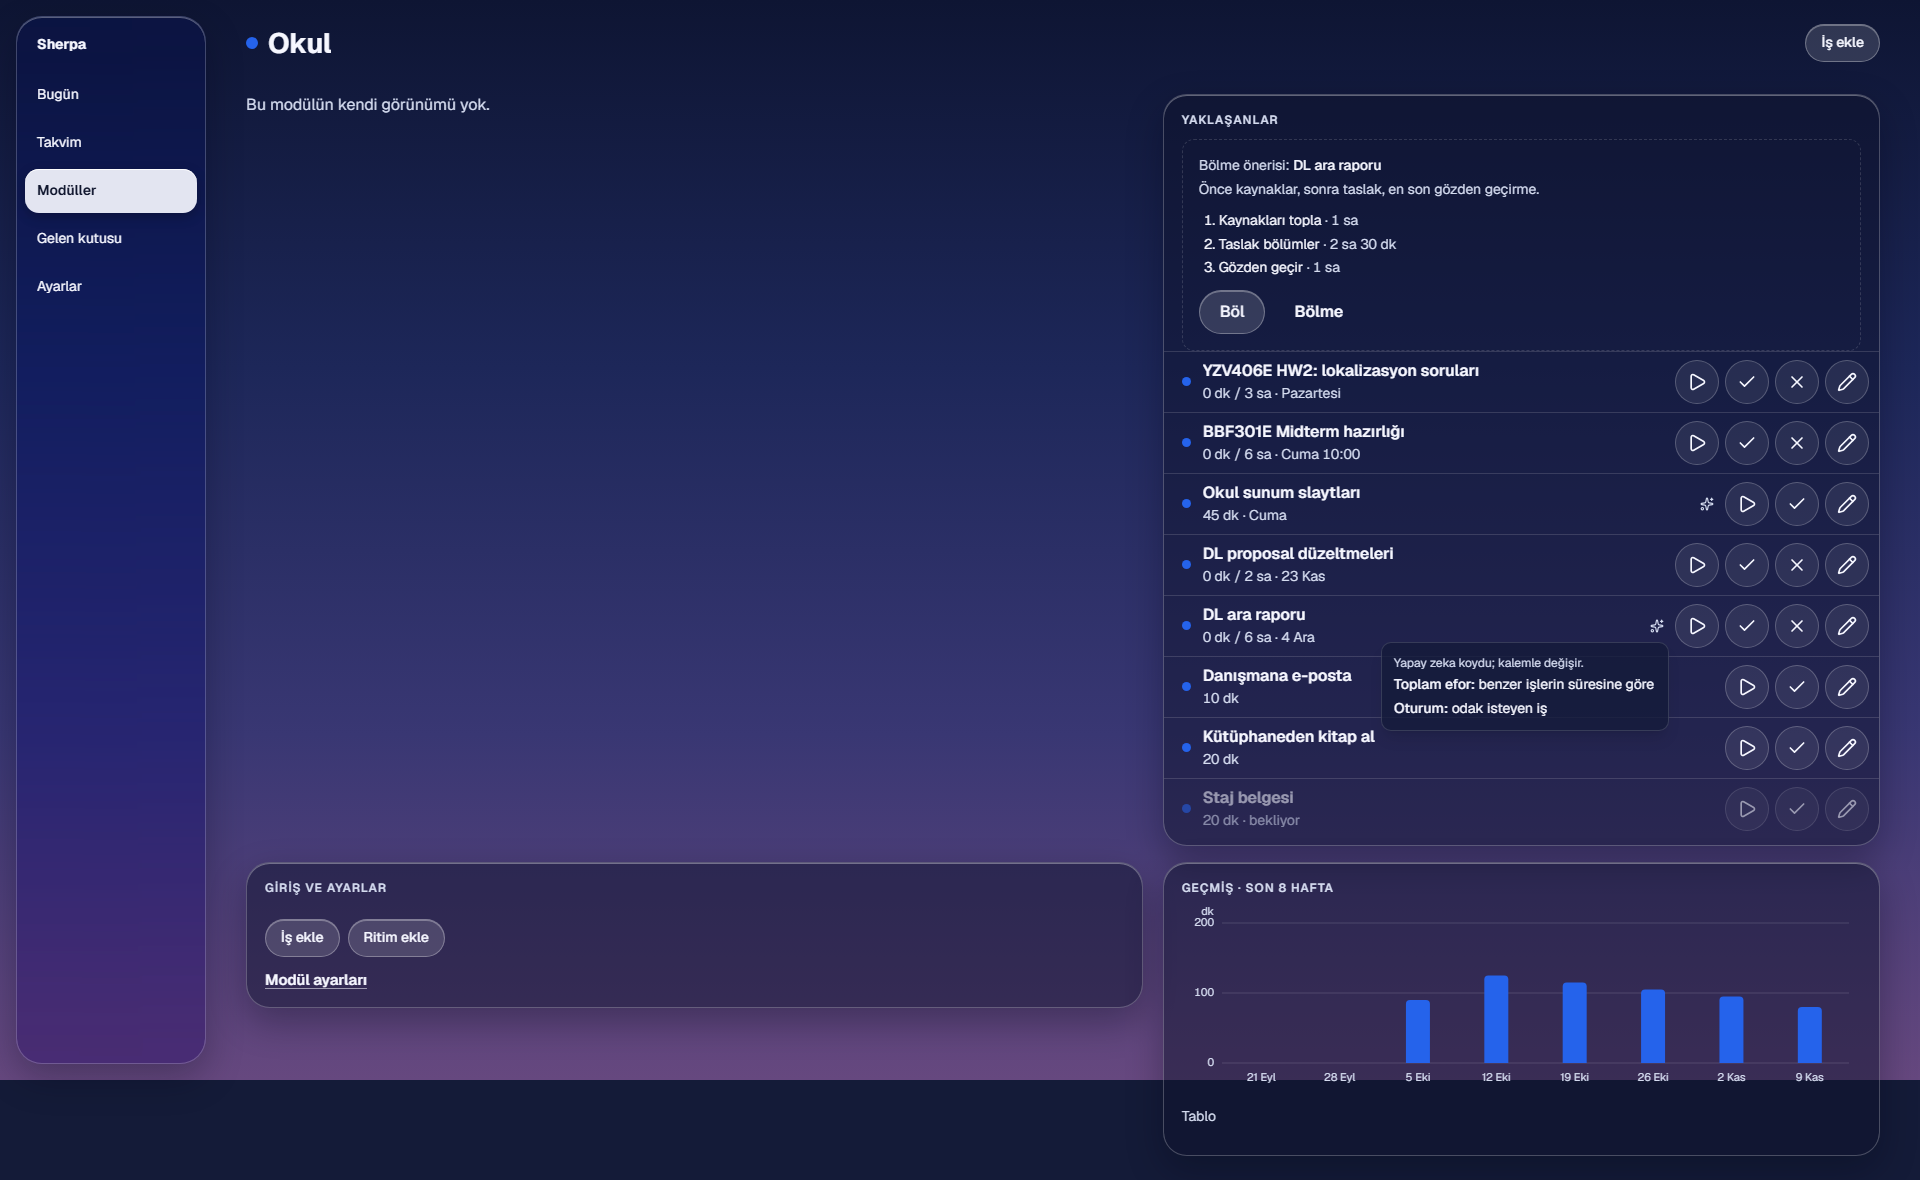 Sherpa
Bugün
Takvim
Modüller
Gelen kutusu
Ayarlar
Okul
İş ekle
Bu modülün kendi görünümü yok.
YAKLAŞANLAR
Bölme önerisi: DL ara raporu
Önce kaynaklar, sonra taslak, en son gözden geçirme.
1. Kaynakları topla · 1 sa
2. Taslak bölümler · 2 sa 30 dk
3. Gözden geçir · 1 sa
Böl
Bölme
YZV406E HW2: lokalizasyon soruları
0 dk / 3 sa · Pazartesi
BBF301E Midterm hazırlığı
0 dk / 6 sa · Cuma 10:00
Okul sunum slaytları
45 dk · Cuma
DL proposal düzeltmeleri
0 dk / 2 sa · 23 Kas
DL ara raporu
0 dk / 6 sa · 4 Ara
Yapay zeka koydu; kalemle değişir.
Toplam efor: benzer işlerin süresine göre
Oturum: odak isteyen iş
Danışmana e-posta
10 dk
Kütüphaneden kitap al
20 dk
Staj belgesi
20 dk · bekliyor
GİRİŞ VE AYARLAR
İş ekle
Ritim ekle
Modül ayarları
GEÇMİŞ · SON 8 HAFTA
dk
200
100
0
21 Eyl
28 Eyl
5 Eki
12 Eki
19 Eki
26 Eki
2 Kas
9 Kas
Tablo